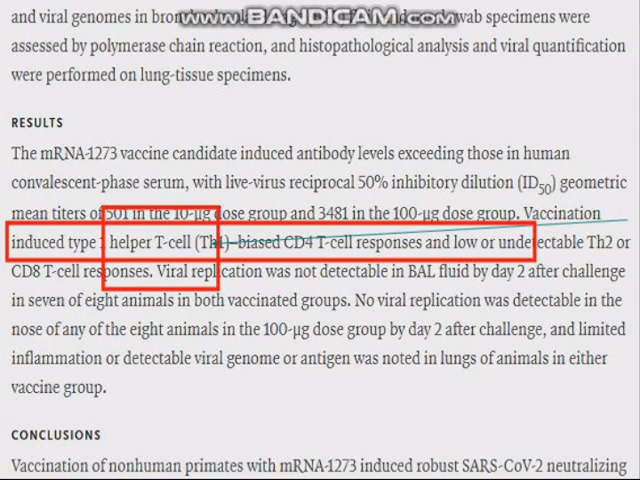 and viral genomes in
www.BANDICAM.com
swab specimens were
assessed by polymerase chain reaction, and histopathological analysis and viral quantification
were performed on lung-tissue specimens.
RESULTS
The mRNA-1273 vaccine candidate induced antibody levels exceeding those in human
convalescent-phase serum, with live-virus reciprocal 50% inhibitory dilution (ID50) geometric
mean titers of 501 in the 10-μg dose group and 3481 in the 100-μg dose group. Vaccination
induced type 1 helper T-cell (Th1)–biased CD4 T-cell responses and low or undetectable Th2 or
CD8 T-cell responses. Viral replication was not detectable in BAL fluid by day 2 after challenge
in seven of eight animals in both vaccinated groups. No viral replication was detectable in the
nose of any of the eight animals in the 100-μg dose group by day 2 after challenge, and limited
inflammation or detectable viral genome or antigen was noted in lungs of animals in either
vaccine group.
CONCLUSIONS
Vaccination of nonhuman primates with mRNA-1273 induced robust SARS-CoV-2 neutralizing